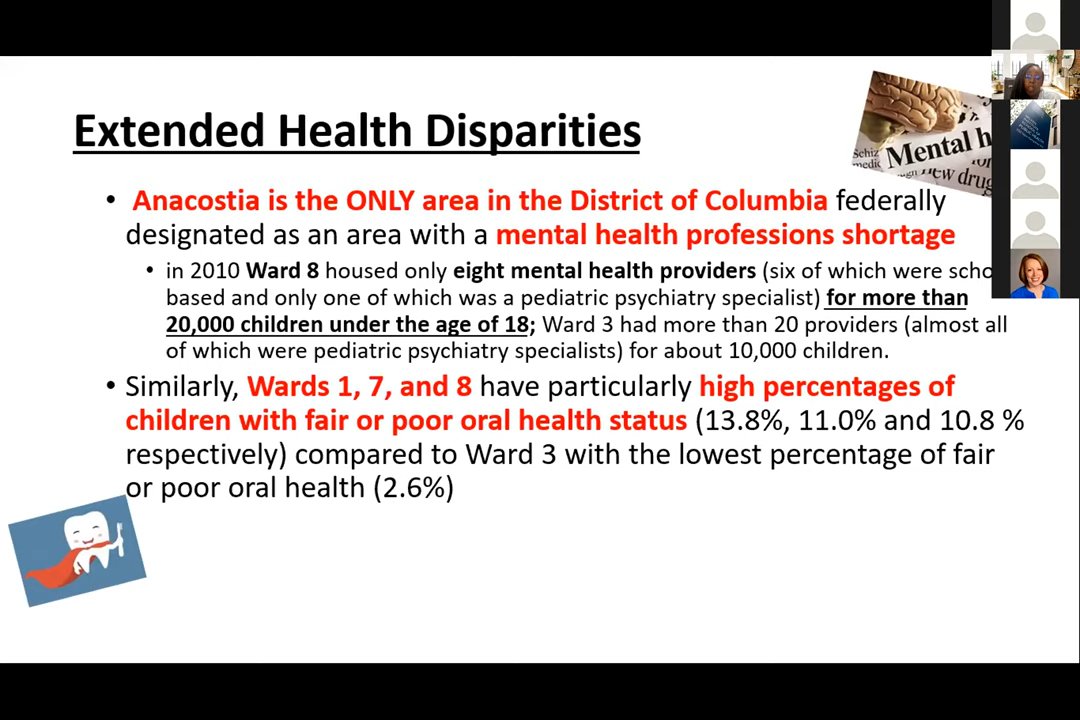 Extended Health Disparities
Schiz
medic
Mental h
new drug
• Anacostia is the ONLY area in the District of Columbia federally
designated as an area with a mental health professions shortage
• in 2010 Ward 8 housed only eight mental health providers (six of which were scho
based and only one of which was a pediatric psychiatry specialist) for more than
20,000 children under the age of 18; Ward 3 had more than 20 providers (almost all
of which were pediatric psychiatry specialists) for about 10,000 children.
• Similarly, Wards 1, 7, and 8 have particularly high percentages of
children with fair or poor oral health status (13.8%, 11.0% and 10.8 %
respectively) compared to Ward 3 with the lowest percentage of fair
or poor oral health (2.6%)